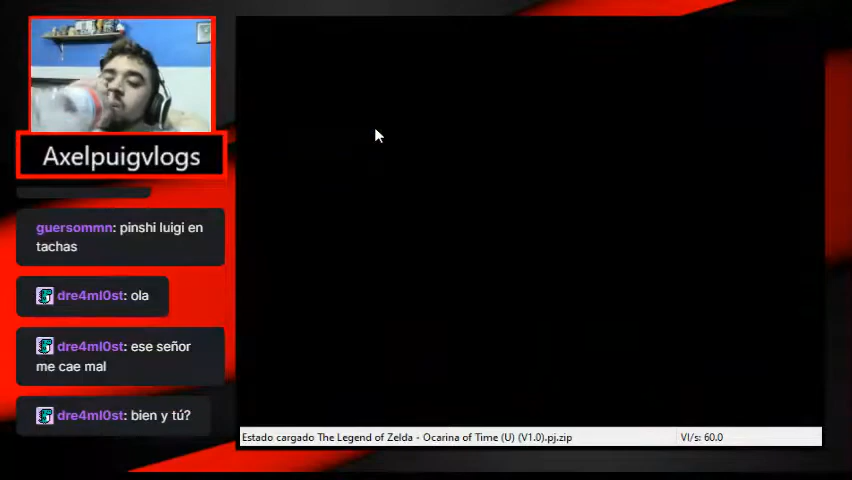 Axelpuigvlogs
guersommn: pinshi luigi en
tachas
dre4ml0st: ola
dre4ml0st: ese señor
me cae mal
dre4ml0st: bien y tú?
Estado cargado The Legend of Zelda - Ocarina of Time (U) (V1.0).pj.zip
VI/s: 60.0